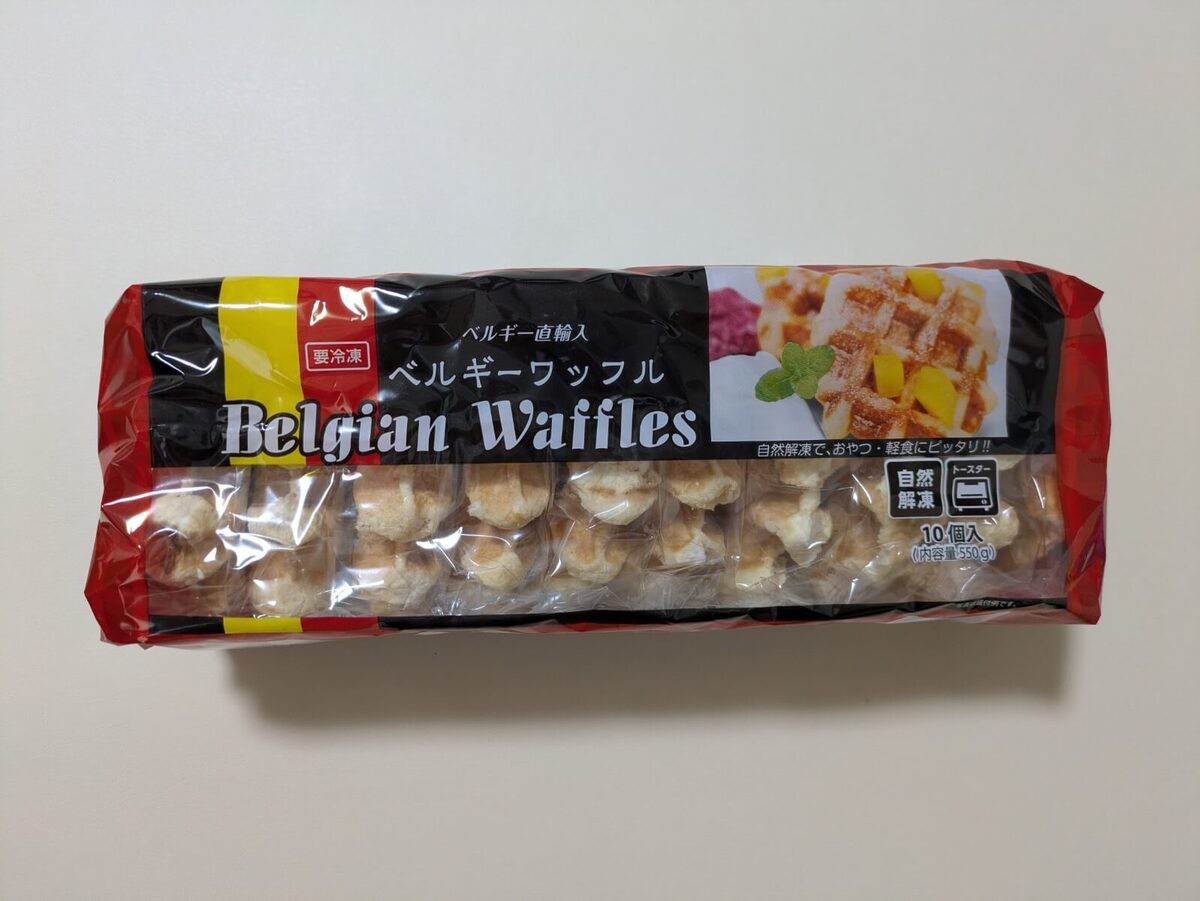 要冷凍
ベルギー直輸入
ベルギーワッフル
Belgian Waffles
自然解凍で、おやつ・軽食にピッタリ!!
自然
解凍
トースター
10個入
(内容量550g)